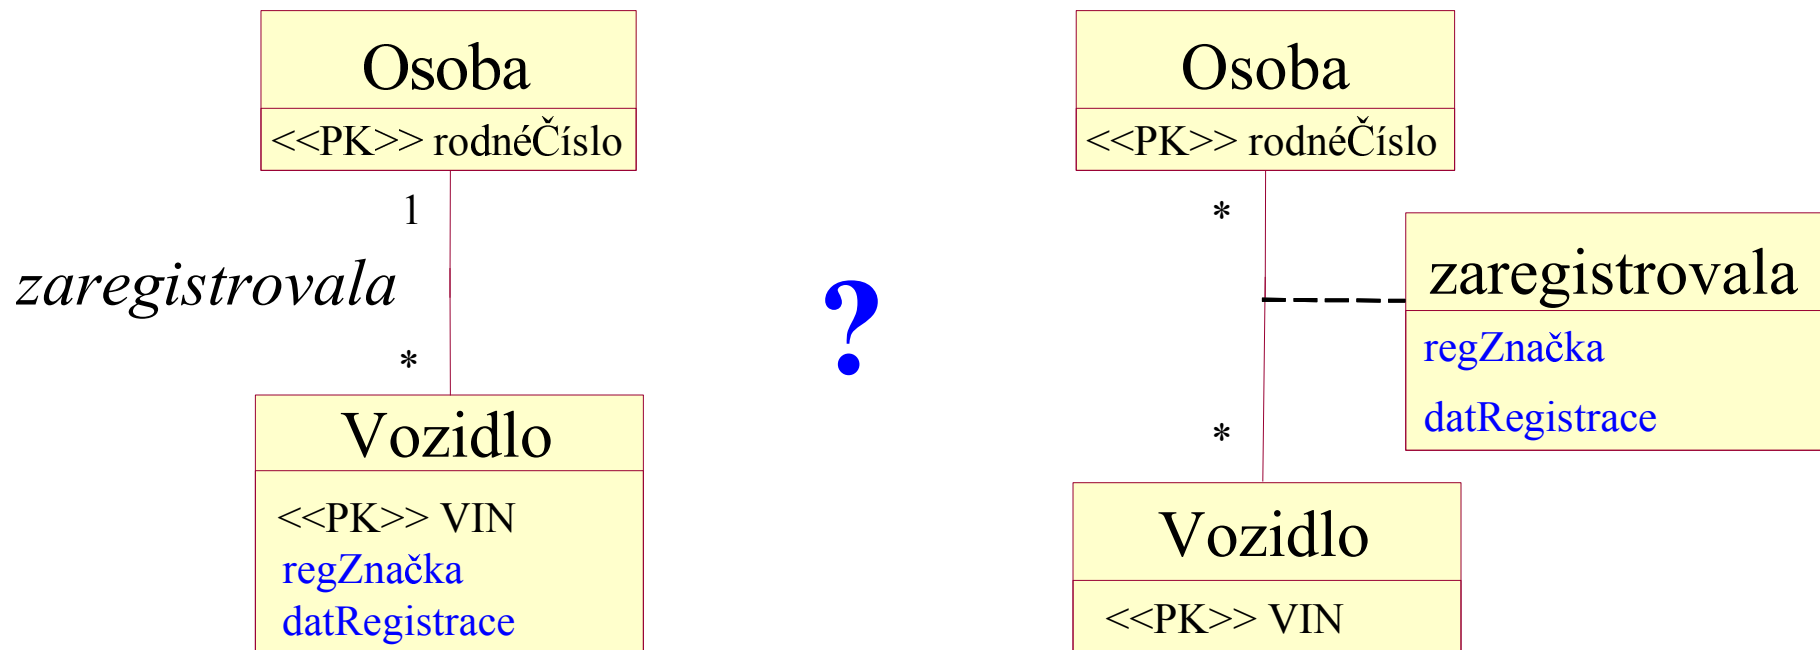 Osoba
<<PK>> rodnéČíslo
1
zaregistrovala
*
Vozidlo
<<PK>> VIN
regZnačka
datRegistrace
?
Osoba
<<PK>> rodnéČíslo
*
zaregistrovala
regZnačka
datRegistrace
*
Vozidlo
<<PK>> VIN